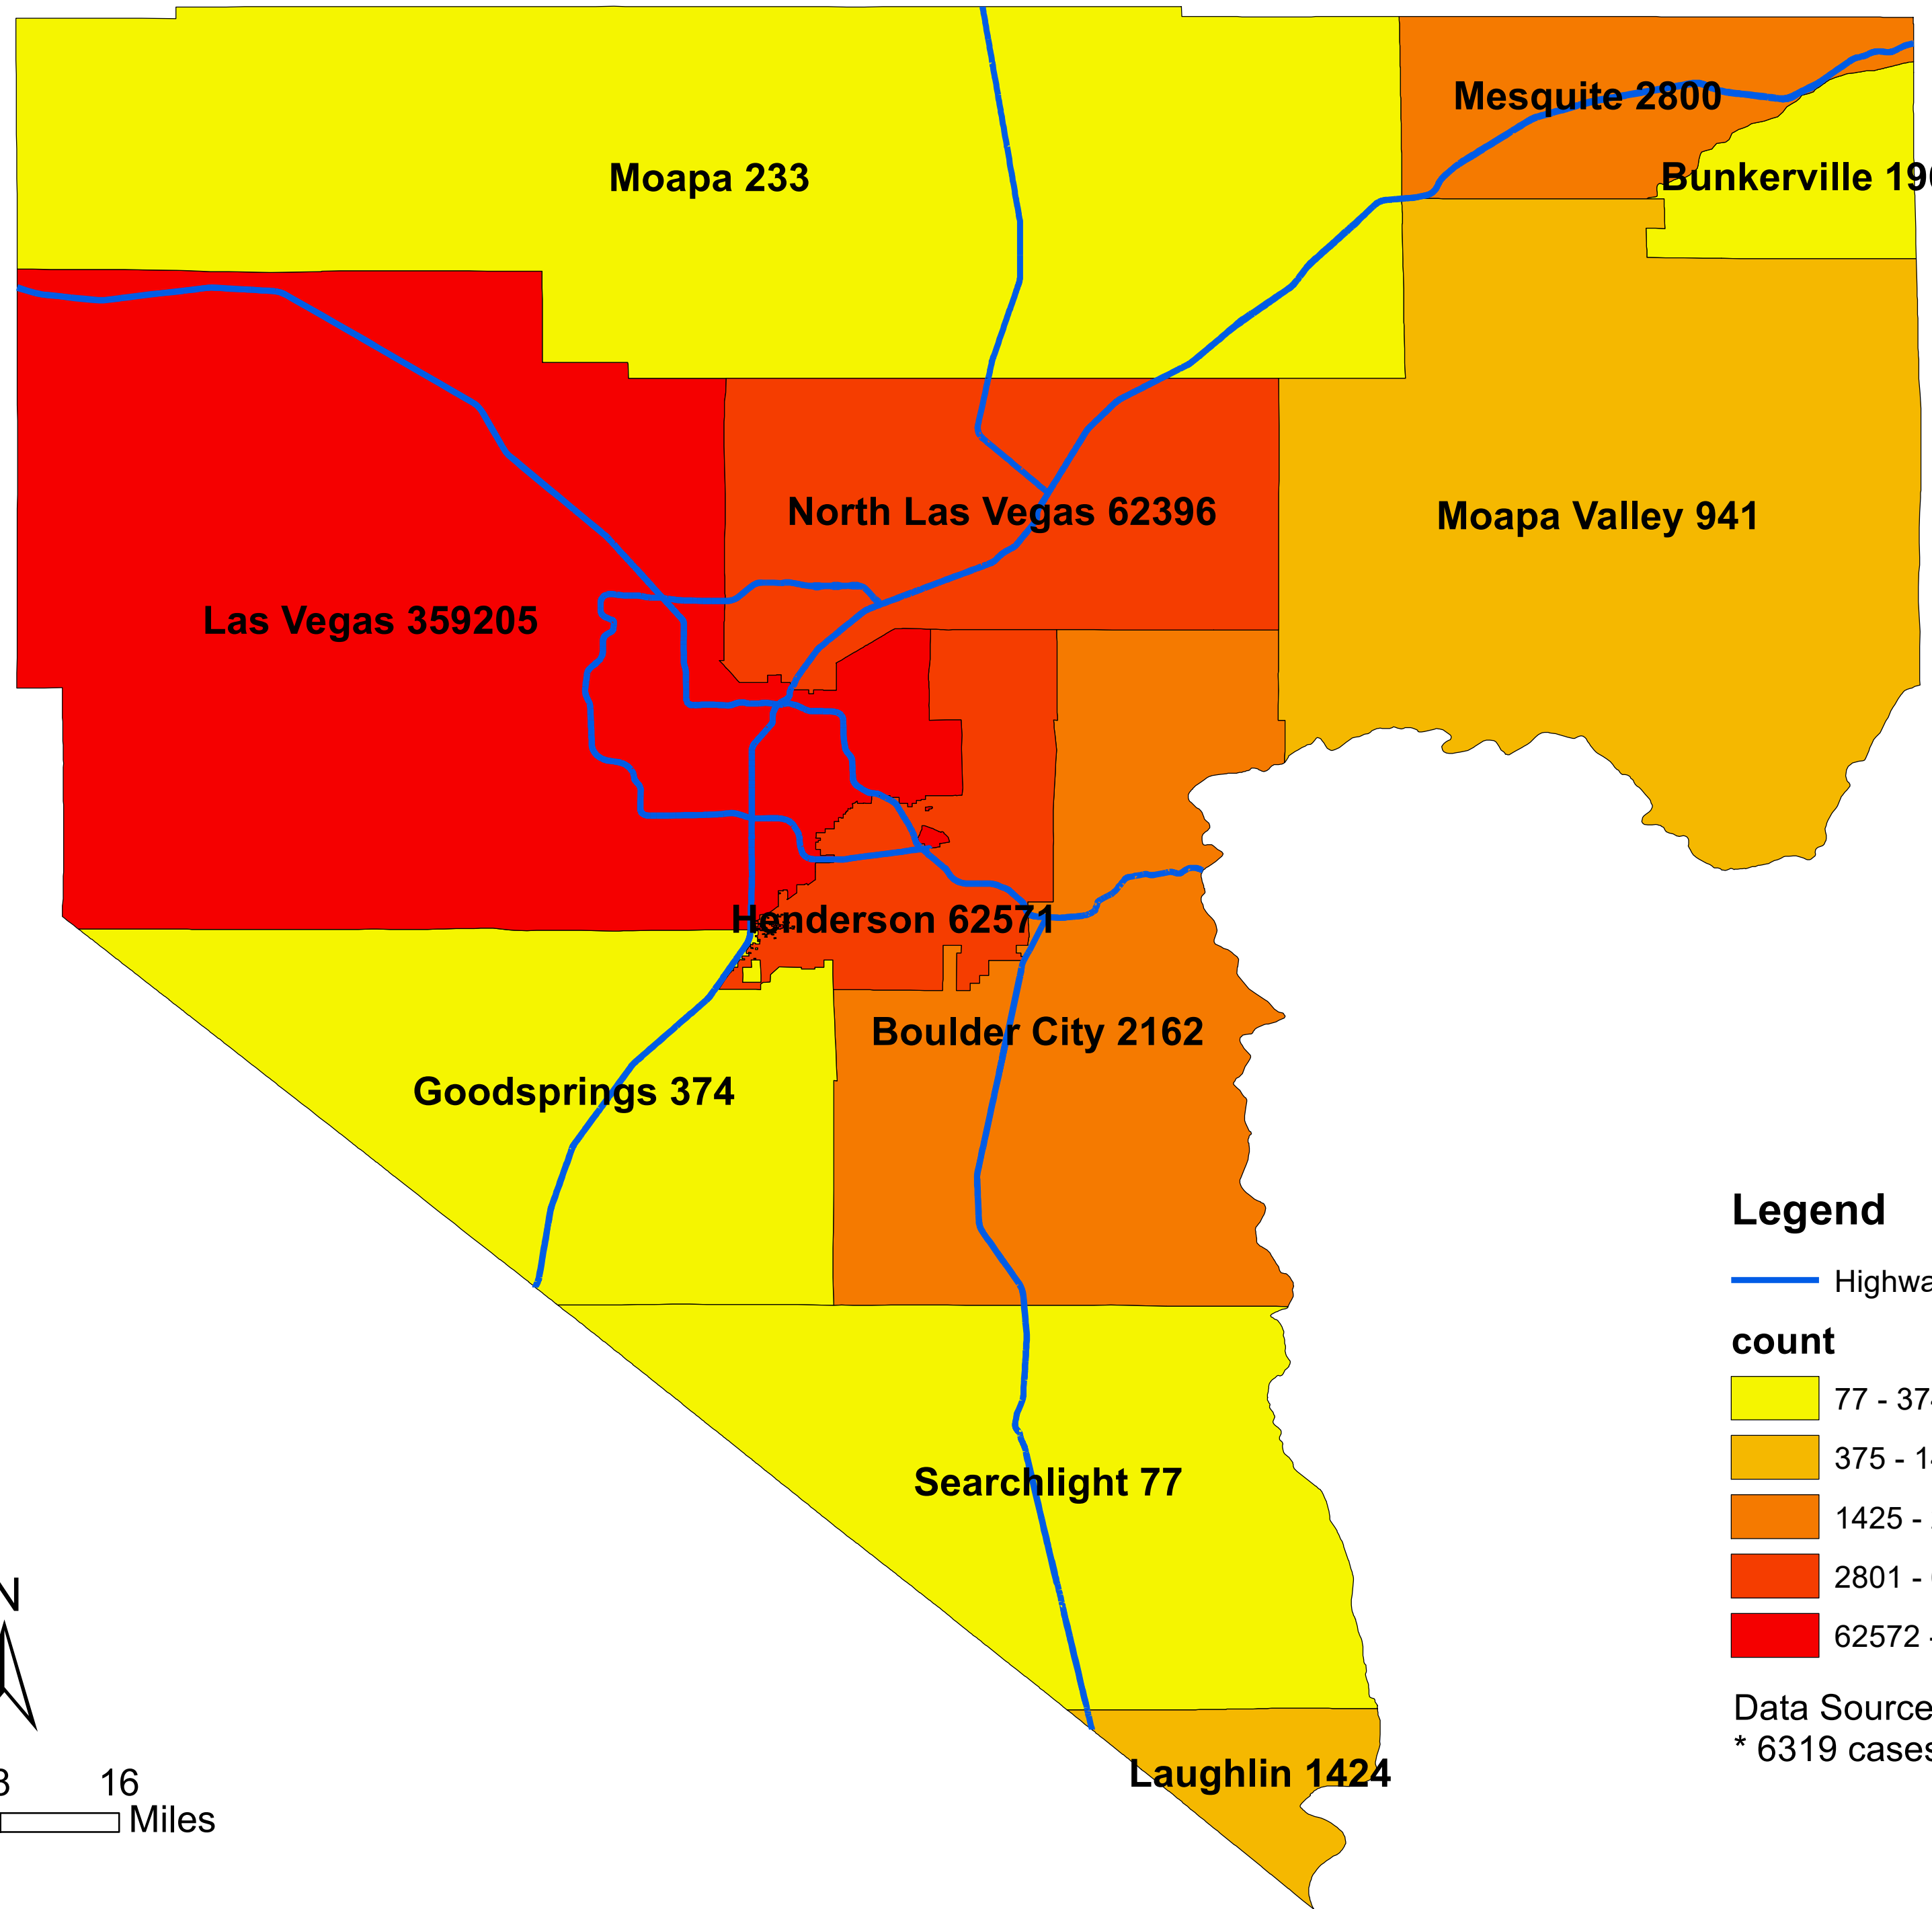 Mesquite 2800
Moapa 233
Bunkerville
North Las Vegas 62396
Moapa Valley 941
Las Vegas 359205
Henderson 62571
Boulder City 2162
Goodsprings 374
Searchlight 77
Laughlin 1424
Legend
count
77 -
375 -
1425 -
2801 -
62572 -
Data Source
* 6319 cases
N
16
Miles